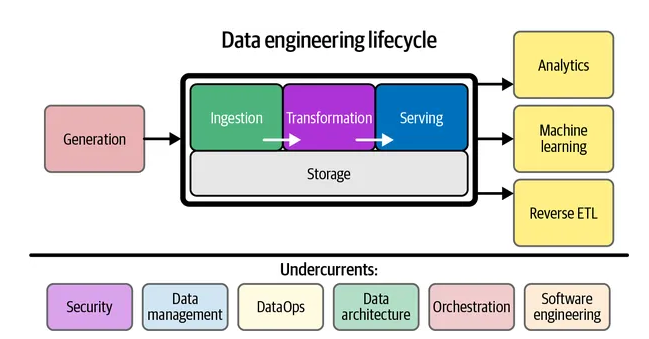 Data engineering lifecycle
Generation
Ingestion
Transformation
Serving
Storage
Analytics
Machine
learning
Reverse ETL
Undercurrents:
Security
Data
management
DataOps
Data
architecture
Orchestration
Software
engineering